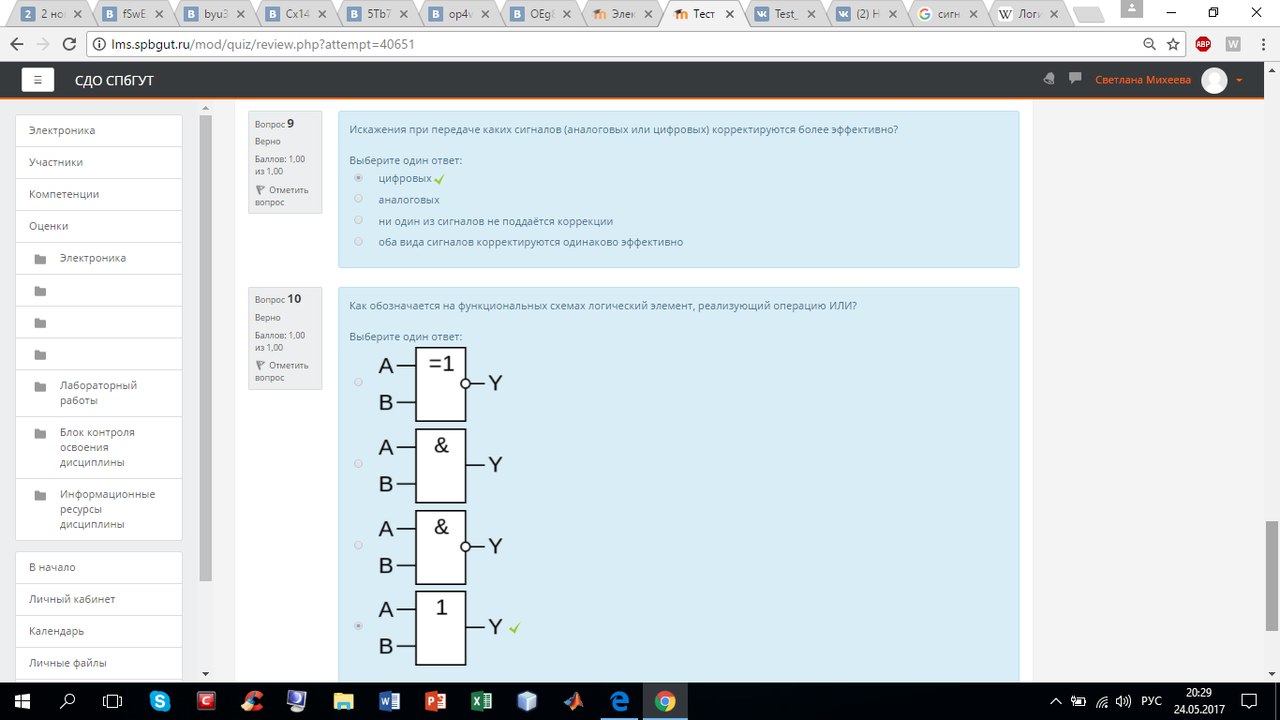 2 нос
fSwE
byu3
Cx14
5Tb7
op4v
OEg8
Элек
Тест
Test_
(2) Н
сигн
Логи
lms.spbgut.ru/mod/quiz/review.php?attempt=40651
СДО СПбГУТ
Светлана Михеева
Электроника
Участники
Компетенции
Оценки
Электроника
Лабораторный
работы
Блок контроля
освоения
дисциплины
Информационные
ресурсы
дисциплины
В начало
Личный кабинет
Календарь
Личные файлы
Вопрос 9
Верно
Баллов: 1,00
из 1,00
Отметить
вопрос
Искажения при передаче каких сигналов (аналоговых или цифровых) корректируются более эффективно?
Выберите один ответ:
цифровых
аналоговых
ни один из сигналов не поддаётся коррекции
оба вида сигналов корректируются одинаково эффективно
Вопрос 10
Верно
Баллов: 1,00
из 1,00
Отметить
вопрос
Как обозначается на функциональных схемах логический элемент, реализующий операцию ИЛИ?
Выберите один ответ:
A =1
Y
B
A &
Y
B
A &
Y
B
A 1
Y
B
РУС
20:29
24.05.2017